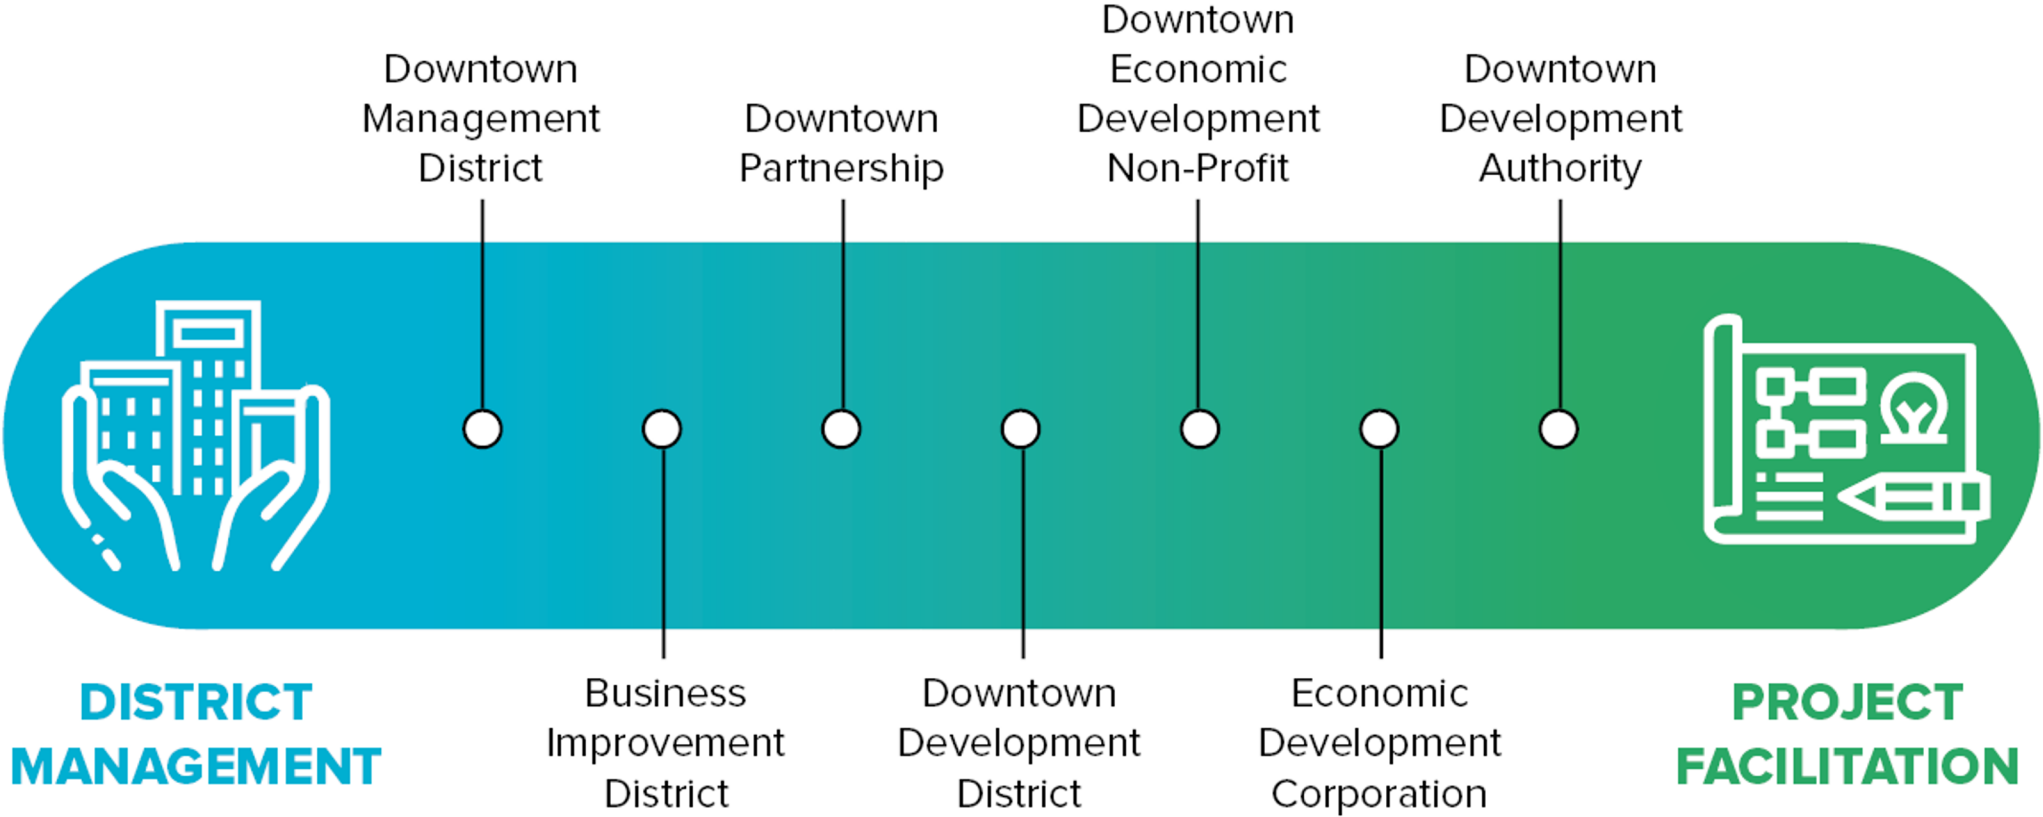 Downtown
Management
District
Downtown
Partnership
Downtown
Economic
Development
Non-Profit
Downtown
Development
Authority
DISTRICT
MANAGEMENT
Business
Improvement
District
Downtown
Development
District
Economic
Development
Corporation
PROJECT
FACILITATION